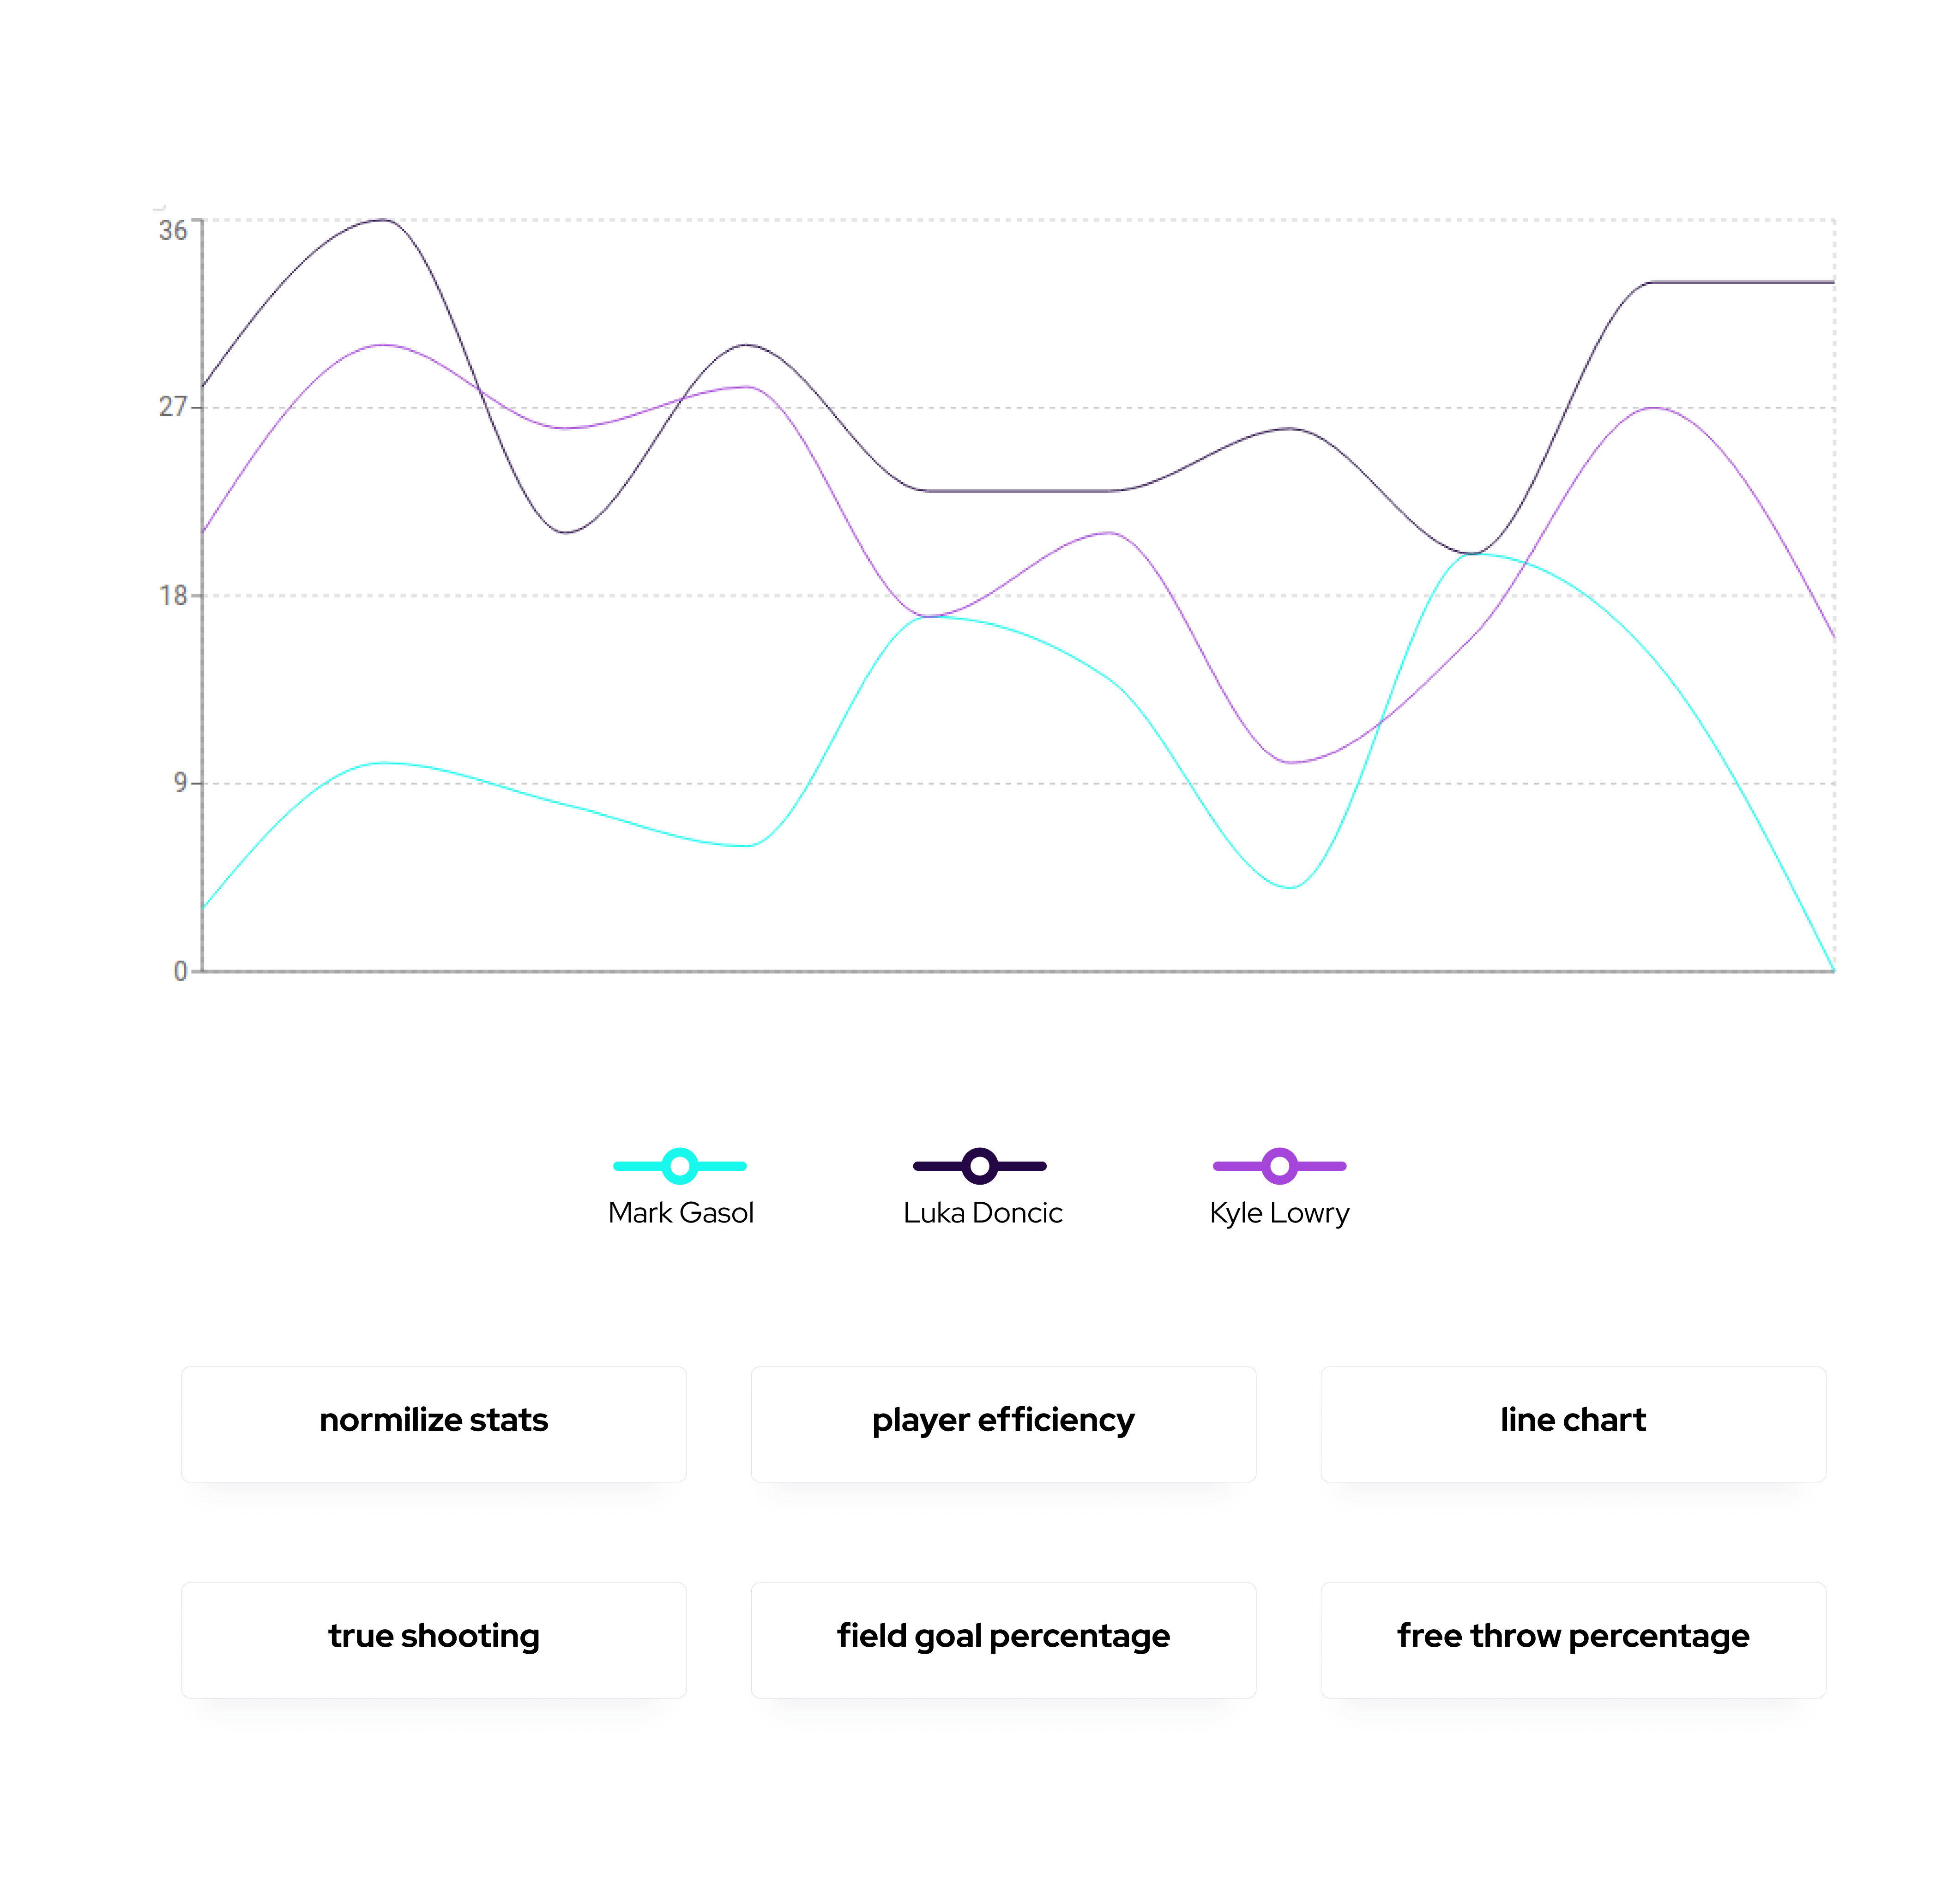 36
27
18
9
0
Mark Gasol
Luka Doncic
Kyle Lowry
normilize stats
player efficiency
line chart
true shooting
field goal percentage
free throw percentage